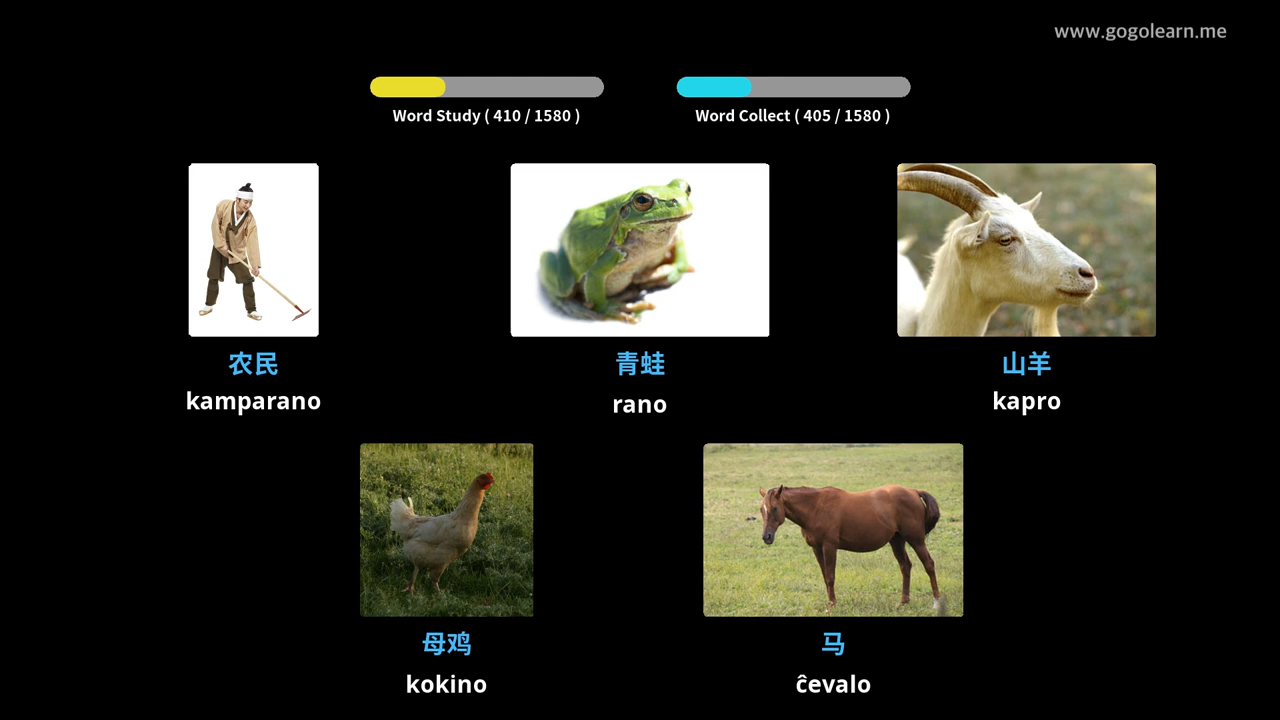 www.gogolearn.me
Word Study ( 410 / 1580 )
Word Collect ( 405 / 1580 )
农民
青蛙
山羊
kamparano
rano
kapro
母鸡
马
kokino
ĉevalo